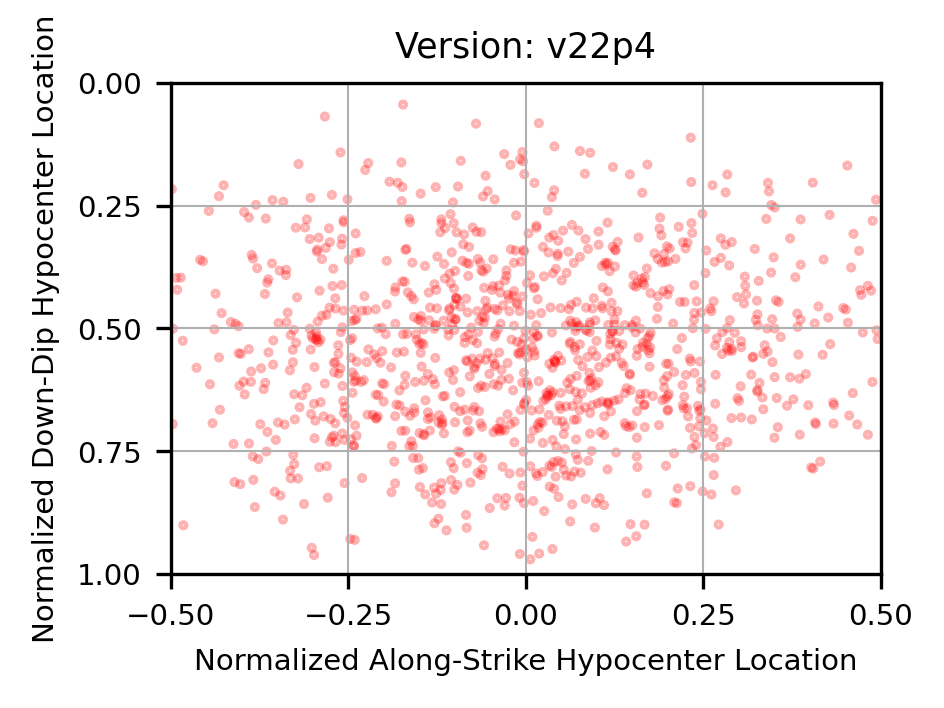 Version: v22p4
Normalized Down-Dip Hypocenter Location
0.00
0.25
0.50
0.75
1.00
−0.50 −0.25 0.00 0.25 0.50
Normalized Along-Strike Hypocenter Location